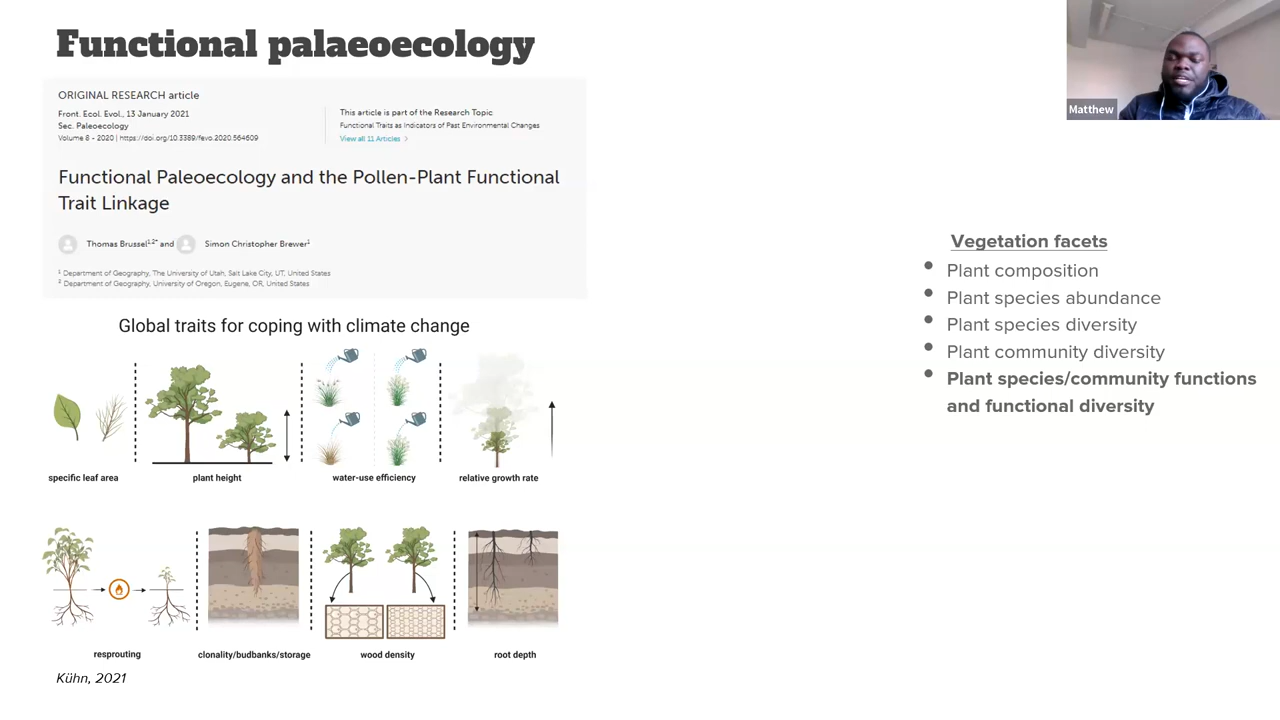 Functional palaeoecology
Matthew
ORIGINAL RESEARCH article
Front. Ecol. Evol., 13 January 2021
Sec. Paleoecology
Volume 8 - 2020 | https://doi.org/10.3389/fevo.2020.564609
This article is part of the Research Topic
Functional Traits as Indicators of Past Environmental Changes
View all 11 Articles >
Functional Paleoecology and the Pollen-Plant Functional
Trait Linkage
Thomas Brussel1,2* and Simon Christopher Brewer1
1 Department of Geography, The University of Utah, Salt Lake City, UT, United States
2 Department of Geography, University of Oregon, Eugene, OR, United States
Global traits for coping with climate change
specific leaf area
plant height
water-use efficiency
relative growth rate
resprouting
clonality/budbanks/storage
wood density
root depth
Kühn, 2021
Vegetation facets
• Plant composition
• Plant species abundance
• Plant species diversity
• Plant community diversity
• Plant species/community functions
and functional diversity